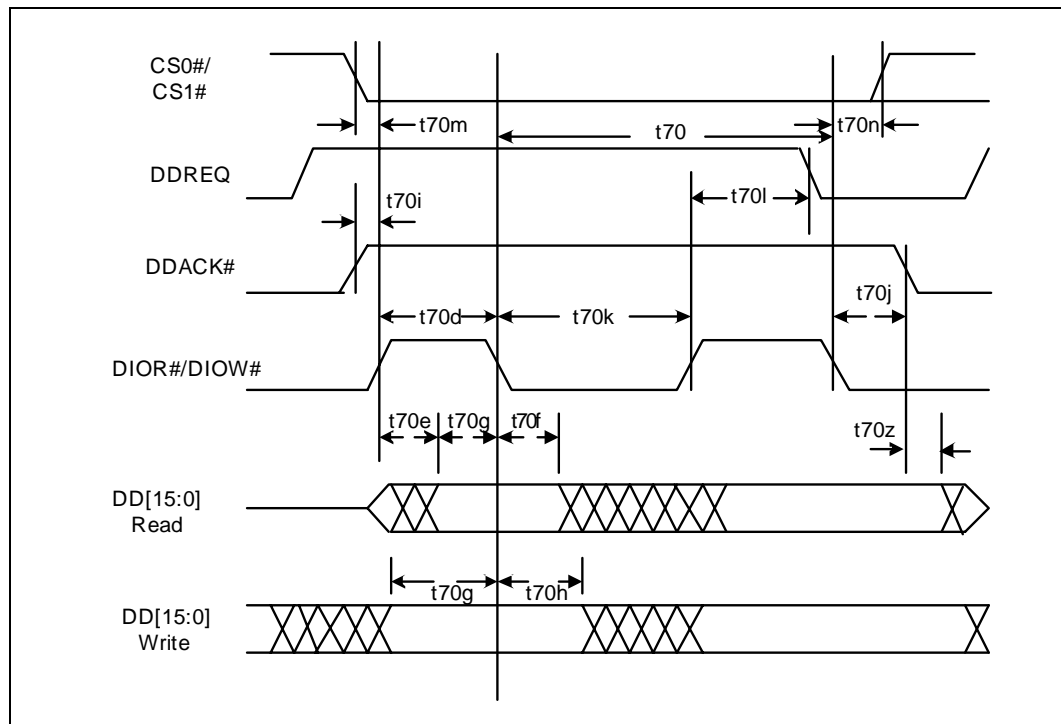 CS0#/
CS1#
t70m
t70
t70n
DDREQ
t70i
t70l
DDACK#
t70d
t70k
t70j
DIOR#/DIOW#
t70e
t70g
t70f
t70z
DD[15:0]
Read
t70g
t70h
DD[15:0]
Write